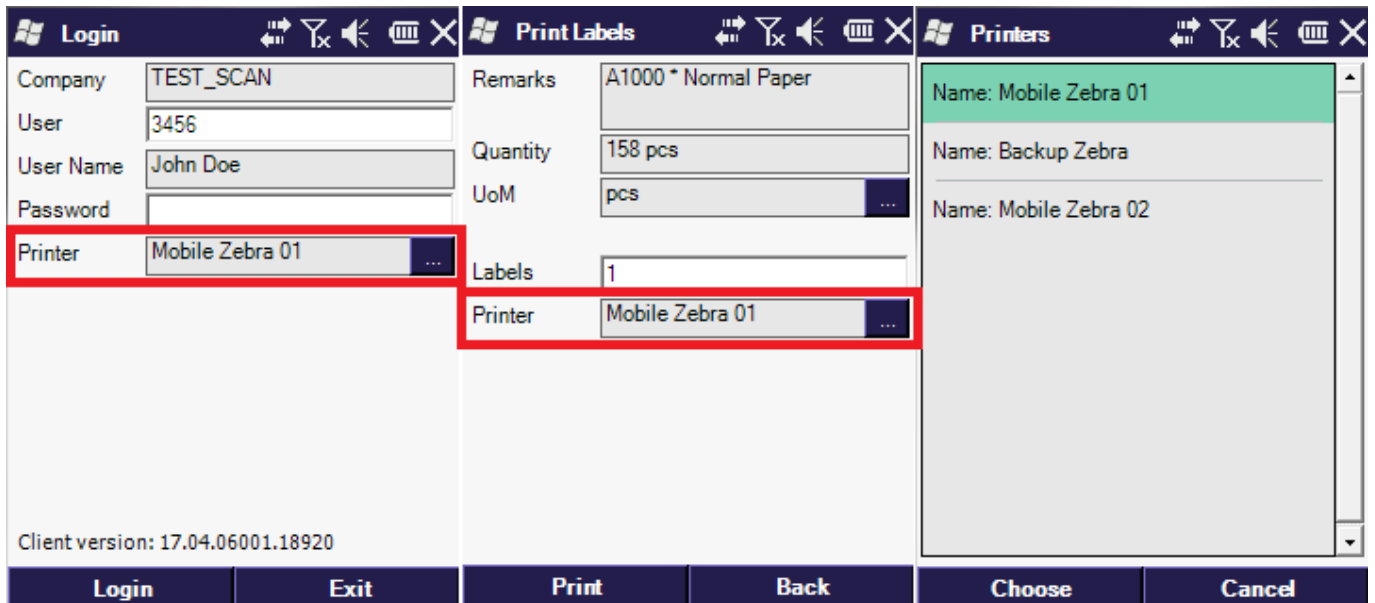 Login
Company TEST_SCAN
User 3456
User Name John Doe
Password
Printer Mobile Zebra 01 ...
Client version: 17.04.06001.18920
Login Exit
Print Labels
Remarks A1000 * Normal Paper
Quantity 158 pcs
UoM pcs ...
Labels 1
Printer Mobile Zebra 01 ...
Print Back
Printers
Name: Mobile Zebra 01
Name: Backup Zebra
Name: Mobile Zebra 02
Choose Cancel